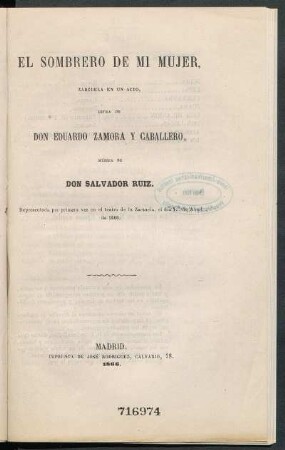 EL SOMBRERO DE MI MUJER,
ZARZUELA EN UN ACTO,
LETRA DE
DON EDUARDO ZAMORA Y CABALLERO,
MÚSICA DE
DON SALVADOR RUIZ.
Representada por primera vez en el teatro de la Zarzuela, el
de 1866.
MADRID.
IMPRENTA DE JOSÉ RODRIGUEZ, CALVARIO, 18.
1866.
716974